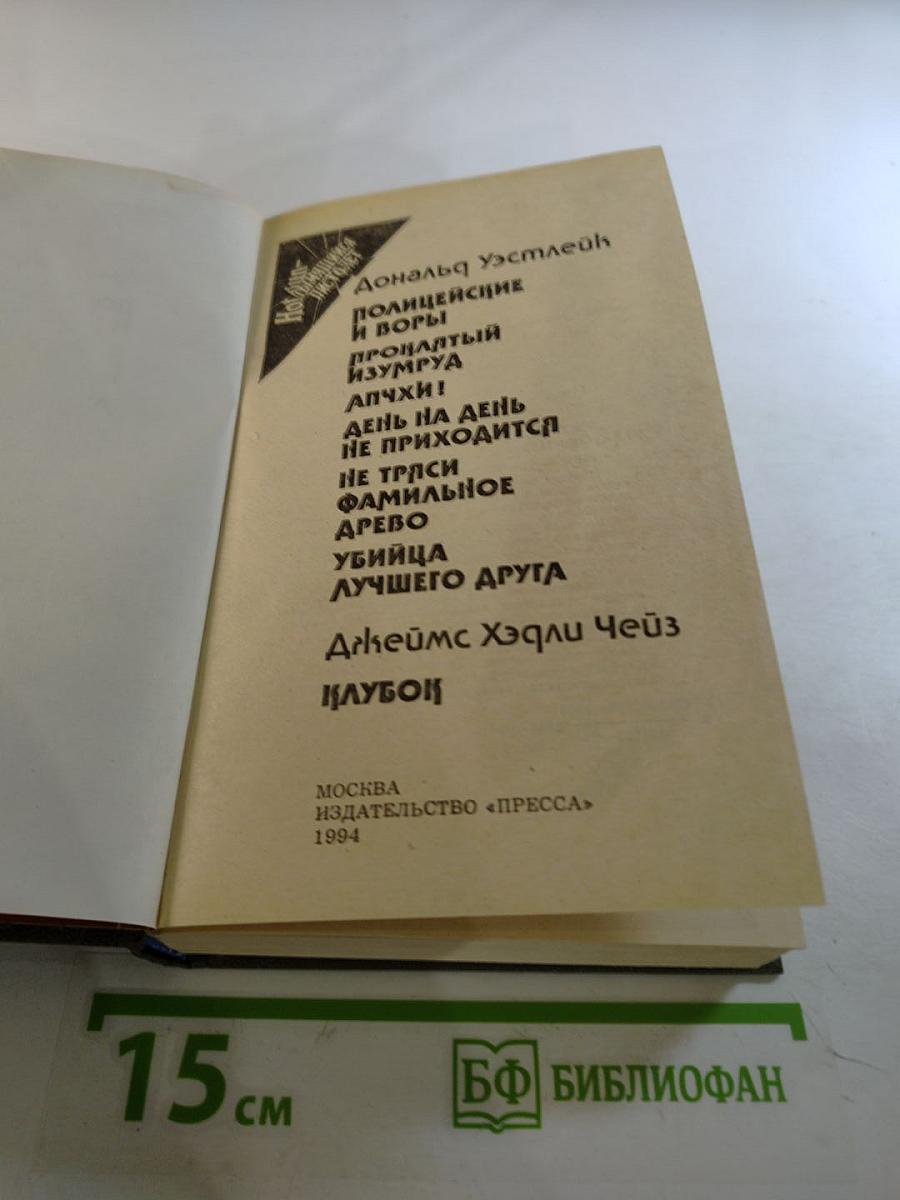 Дональд Уэстлейк
ПОЛИЦЕЙСКИЕ
И ВОРЫ
ПРОКЛЯТЫЙ
ИЗУМРУД
АПЧХИ!
ДЕНЬ НА ДЕНЬ
НЕ ПРИХОДИТСЯ
НЕ ТРЯСИ
ФАМИЛЬНОЕ
ДРЕВО
УБИЙЦА
ЛУЧШЕГО ДРУГА
Джеймс Хэдли Чейз
КЛУБОК
МОСКВА
ИЗДАТЕЛЬСТВО «ПРЕССА»
1994
15 см
БФ БИБЛИОФАН